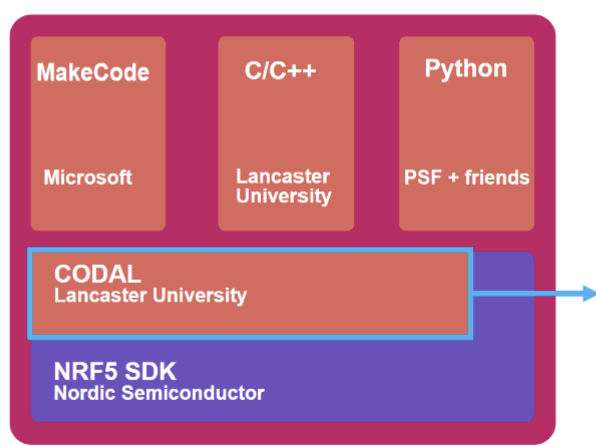 MakeCode
Microsoft
C/C++
Lancaster
University
Python
PSF + friends
CODAL
Lancaster University
NRF5 SDK
Nordic Semiconductor